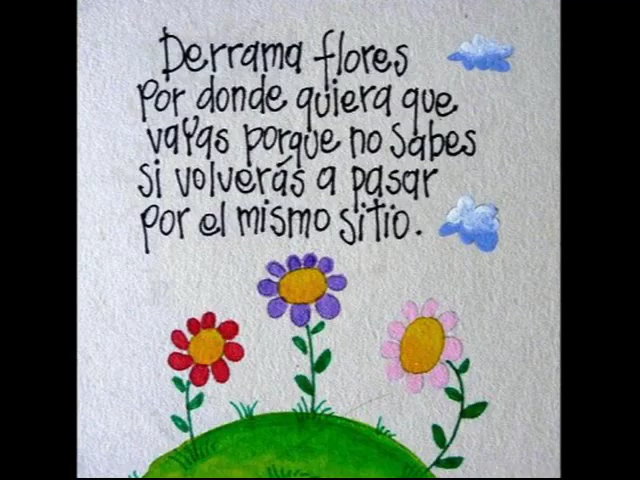 Derrama flores
por donde quiera que
vayas porque no sabes
si volverás a pasar
por el mismo sitio.